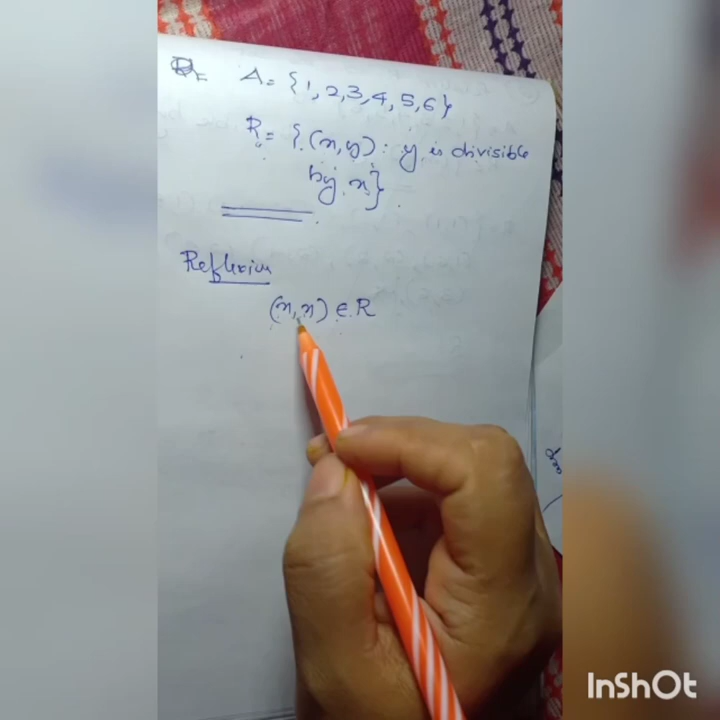 Q. A = {1, 2, 3, 4, 5, 6}
R = {(x, y) : y is divisible
by x}
Reflexive
(x, x) ∈ R
InShOt